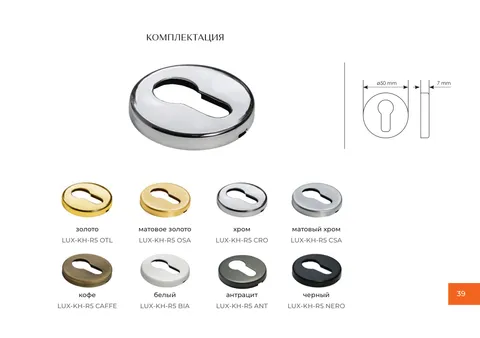 КОМПЛЕКТАЦИЯ
ø50 mm
7 mm
золото
LUX-KH-R5 OTL
матовое золото
LUX-KH-R5 OSA
хром
LUX-KH-R5 CRO
матовый хром
LUX-KH-R5 CSA
кофе
LUX-KH-R5 CAFFE
белый
LUX-KH-R5 BIA
антрацит
LUX-KH-R5 ANT
черный
LUX-KH-R5 NERO
39